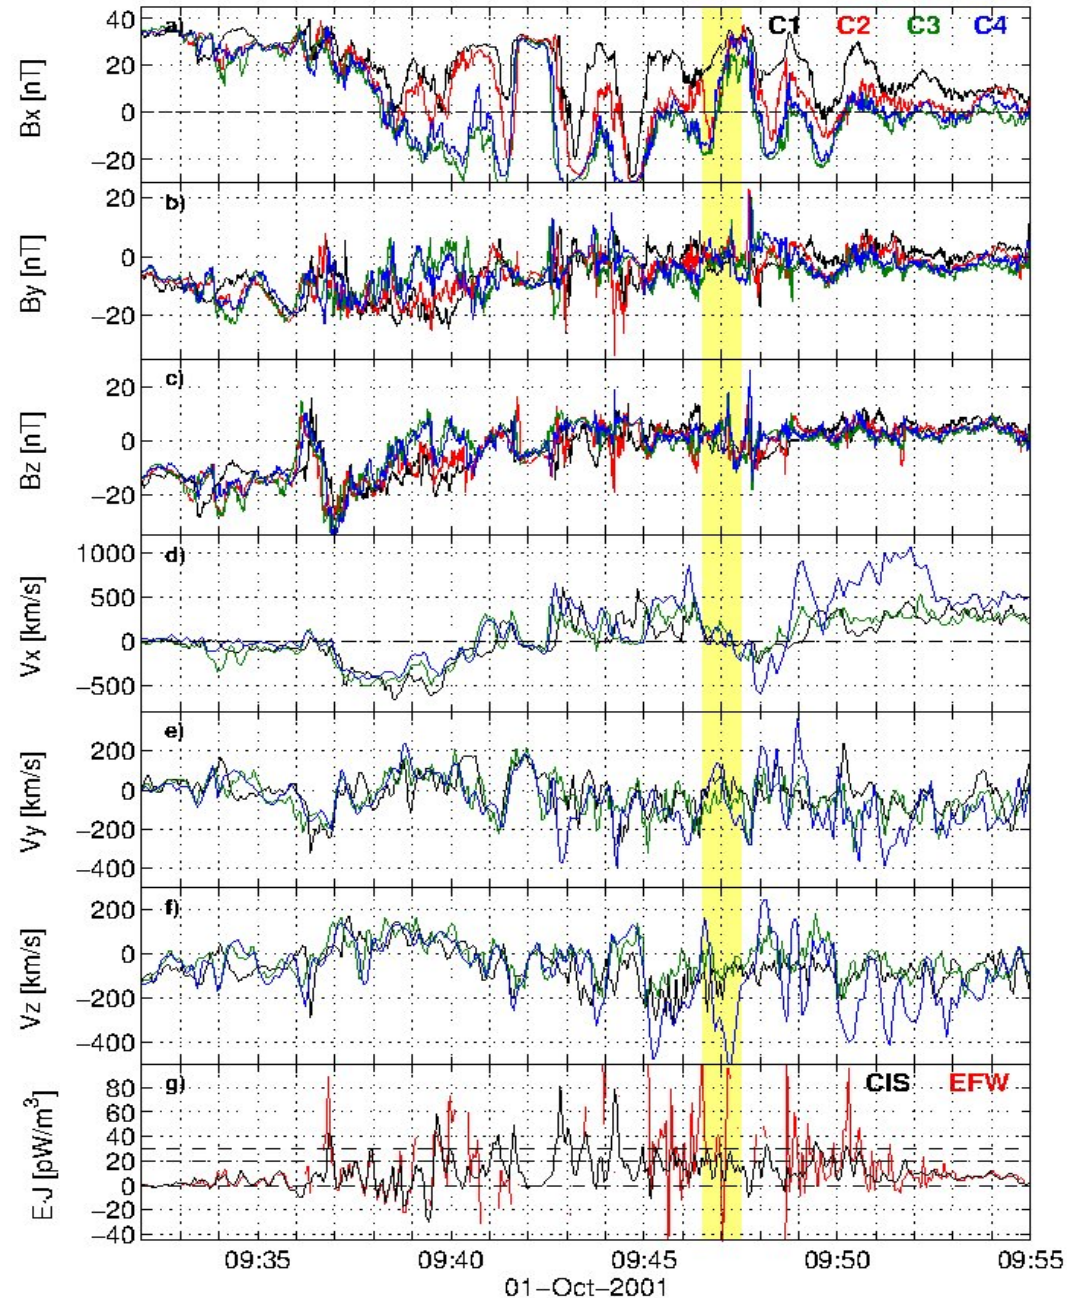 a) C1 C2 C3 C4
Bx [nT]
40
20
0
−20
b)
By [nT]
20
0
−20
c)
Bz [nT]
20
0
−20
d)
Vx [km/s]
1000
500
0
−500
e)
Vy [km/s]
200
0
−200
−400
f)
Vz [km/s]
200
0
−200
−400
g) CIS EFW
E·J [pW/m³]
80
60
40
20
0
−20
−40
09:35 09:40 09:45 09:50 09:55
01−Oct−2001